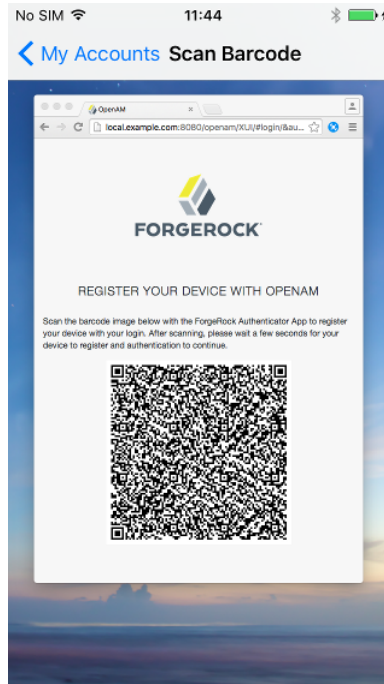 No SIM 11:44
My Accounts Scan Barcode
OpenAM
local.example.com:8080/openam/XUI/#login/&au...
FORGEROCK
REGISTER YOUR DEVICE WITH OPENAM
Scan the barcode image below with the ForgeRock Authenticator App to register
your device with your login. After scanning, please wait a few seconds for your
device to register and authentication to continue.